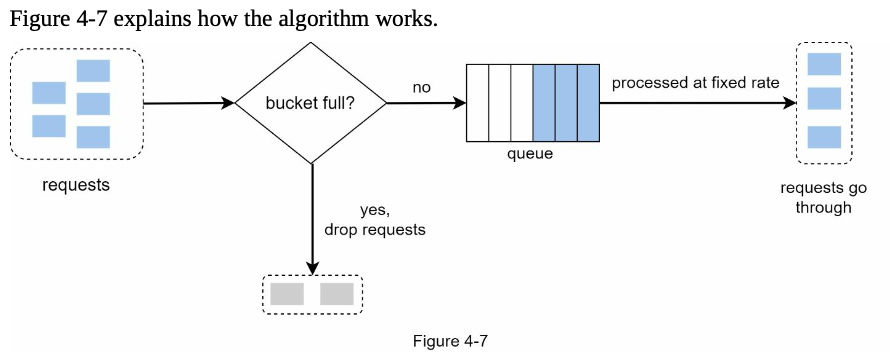 Figure 4-7 explains how the algorithm works.
bucket full?
no
processed at fixed rate
queue
requests
requests go
through
yes,
drop requests
Figure 4-7